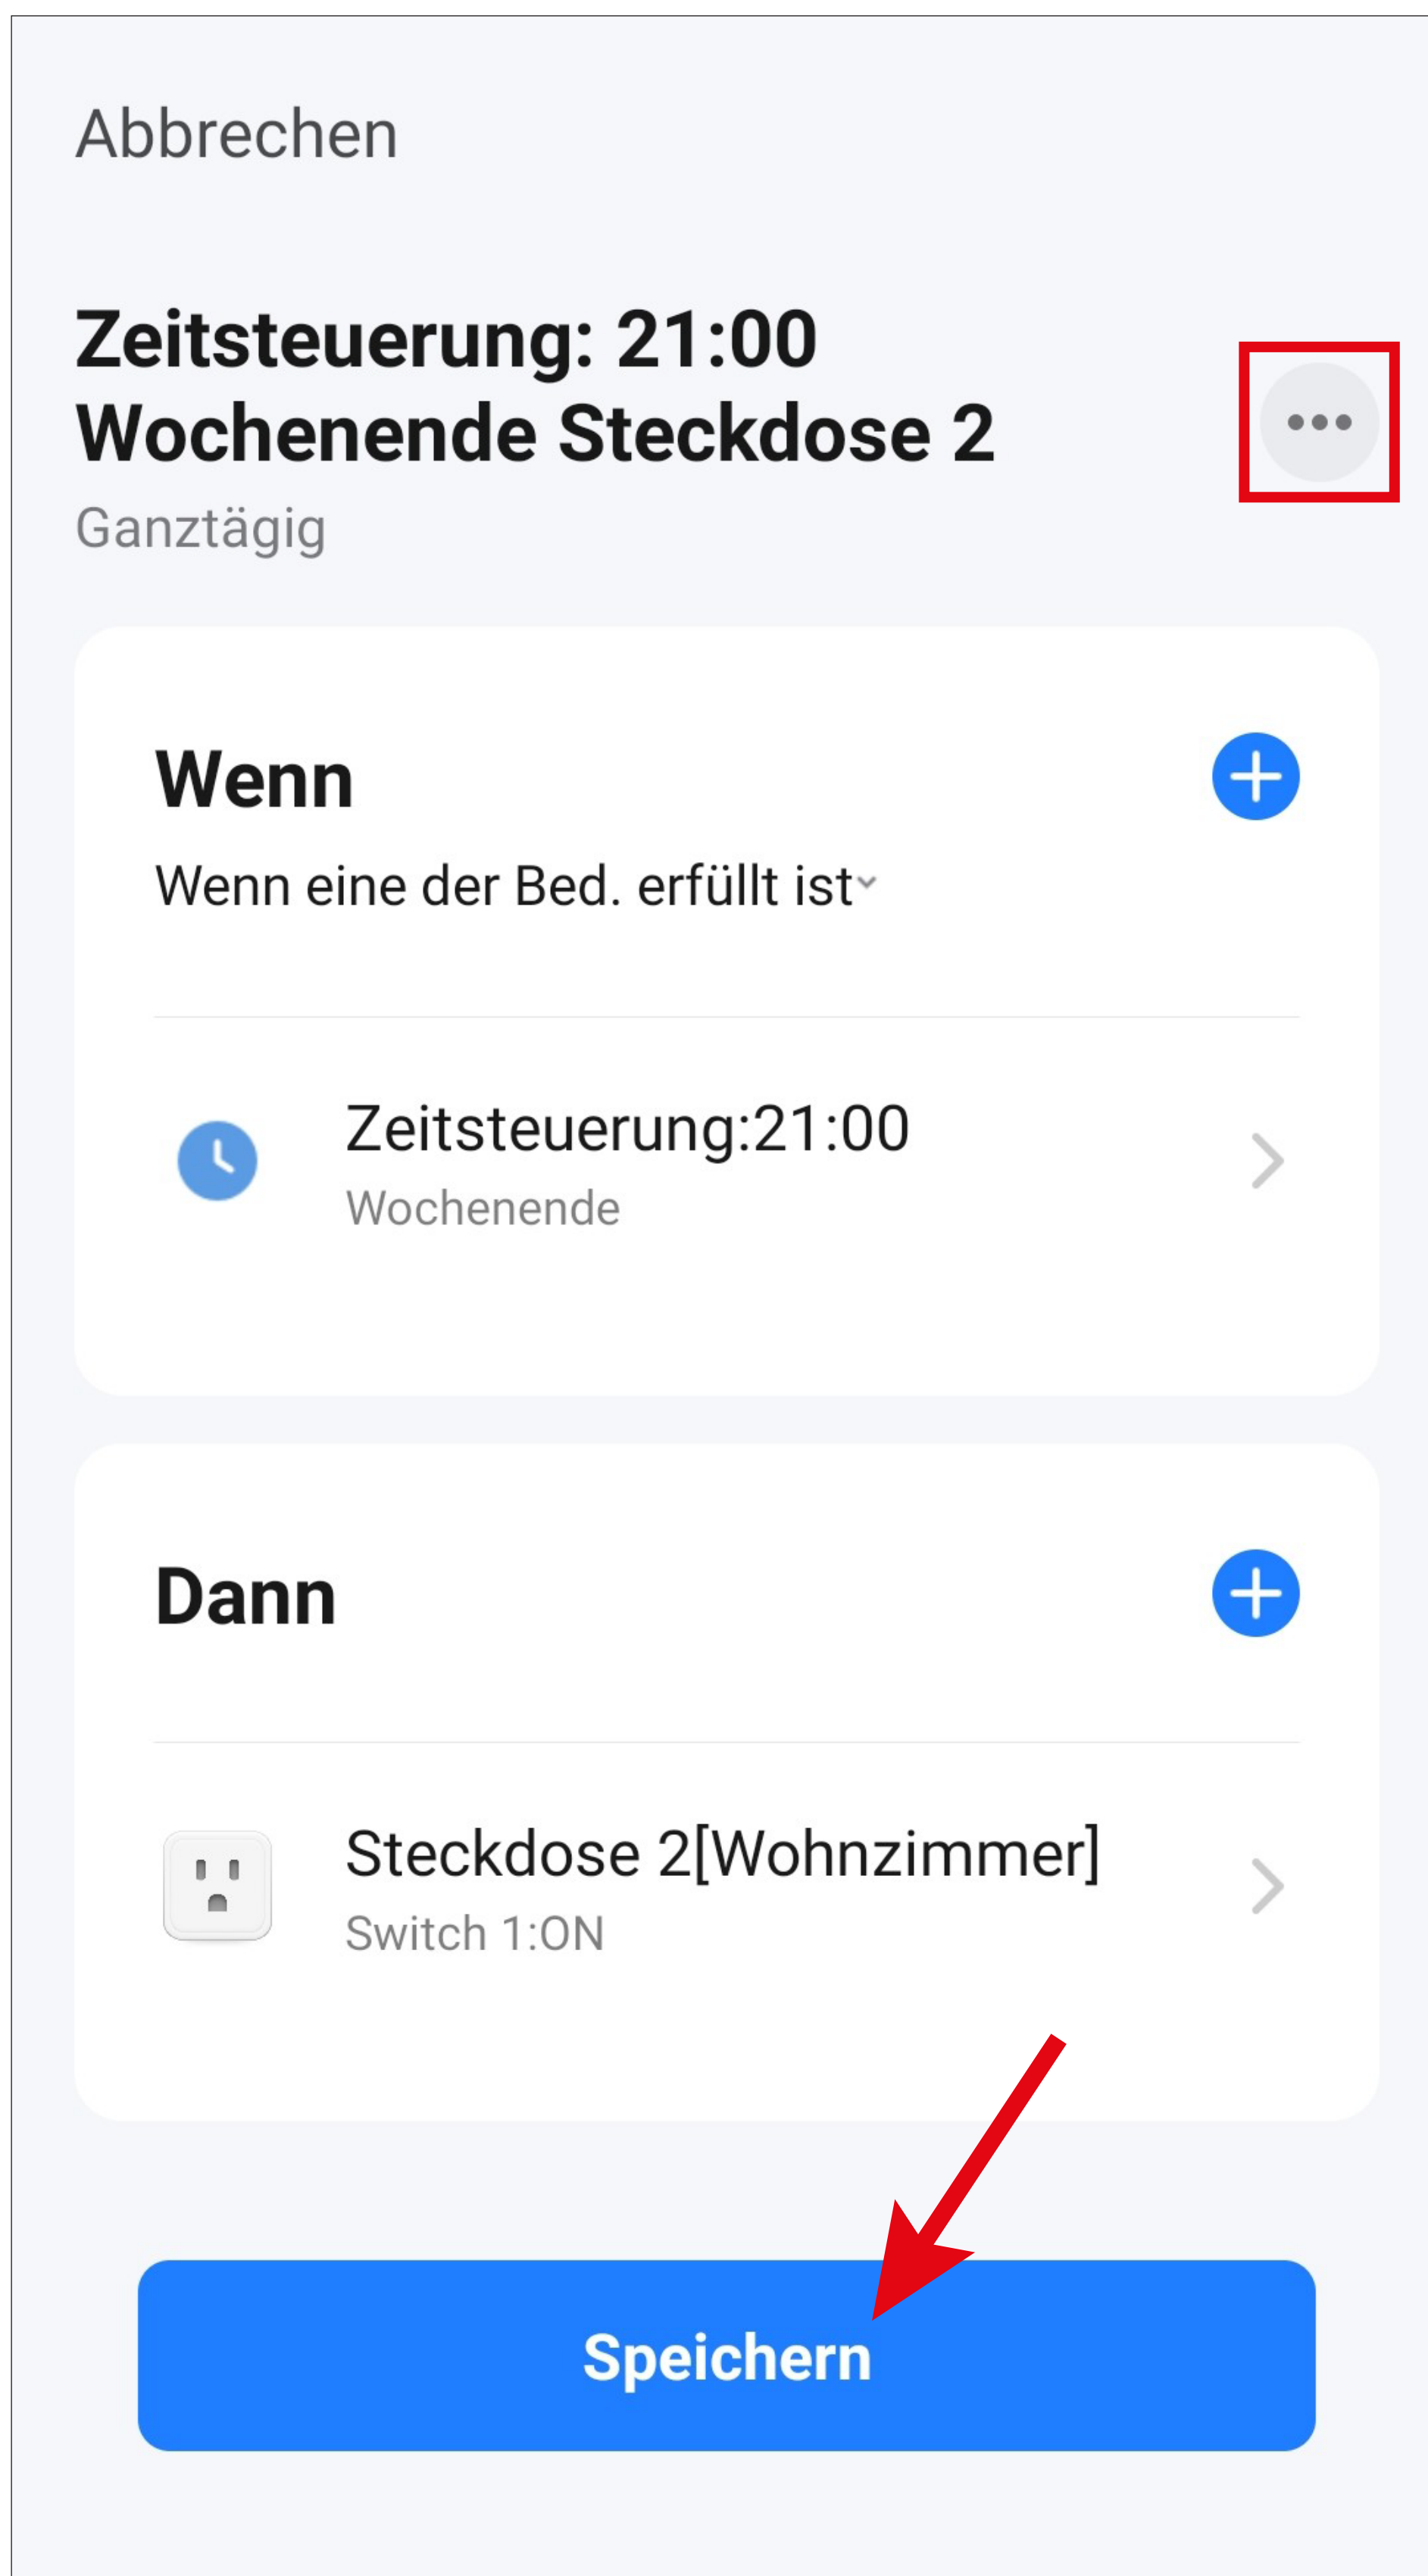 Abbrechen
Zeitsteuerung: 21:00
Wochenende Steckdose 2
Ganztägig
Wenn
Wenn eine der Bed. erfüllt ist
Zeitsteuerung:21:00
Wochenende
Dann
Steckdose 2[Wohnzimmer]
Switch 1:ON
Speichern